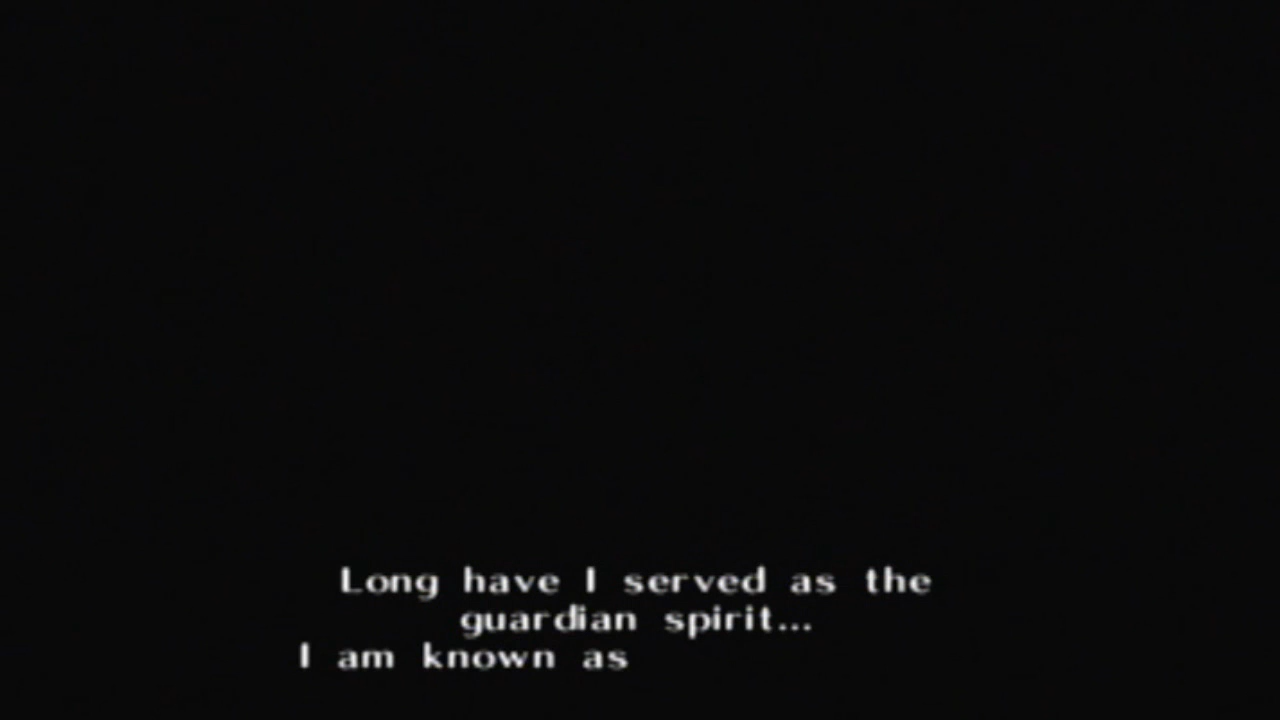 Long have I served as the
guardian spirit...
I am known as